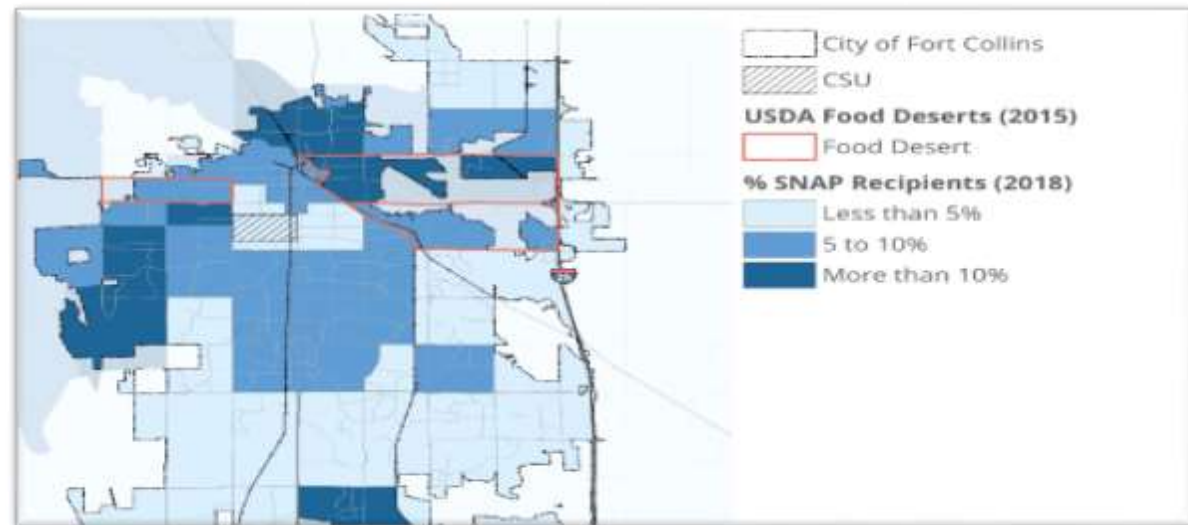 City of Fort Collins
CSU
USDA Food Deserts (2015)
Food Desert
% SNAP Recipients (2018)
Less than 5%
5 to 10%
More than 10%